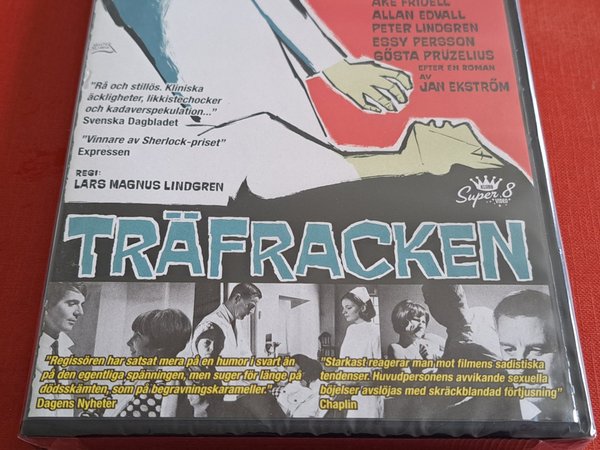 ÅKE FRIDELL
ALLAN EDWALL
PETER LINDGREN
ESSY PERSSON
GÖSTA PRÜZELIUS
EFTER EN ROMAN
AV
JAN EKSTRÖM
"Rå och stillös. Kliniska
äckligheter, likkistechocker
och kadaverspekulation..."
Svenska Dagbladet
"Vinnare av Sherlock-priset"
Expressen
REGI:
LARS MAGNUS LINDGREN
KLUBB
Super 8
VIDEO
TRÄFRACKEN
"Regissören har satsat mera på en humor i svart än
på den egentliga spänningen, men suger för länge på
dödsskämten, som på begravningskarameller."
Dagens Nyheter
"Starkast reagerar man mot filmens sadistiska
tendenser. Huvudpersonens avvikande sexuella
böjelser avslöjas med skräckblandad förtjusning"
Chaplin